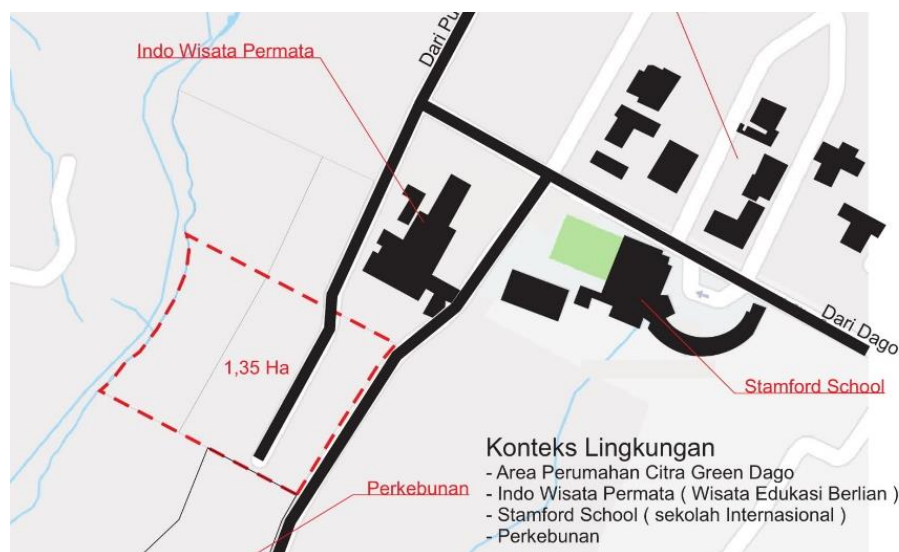 Indo Wisata Permata
Dari Pu
1,35 Ha
Dari Dago
Stamford School
Perkebunan
Konteks Lingkungan
- Area Perumahan Citra Green Dago
- Indo Wisata Permata ( Wisata Edukasi Berlian )
- Stamford School ( sekolah Internasional )
- Perkebunan